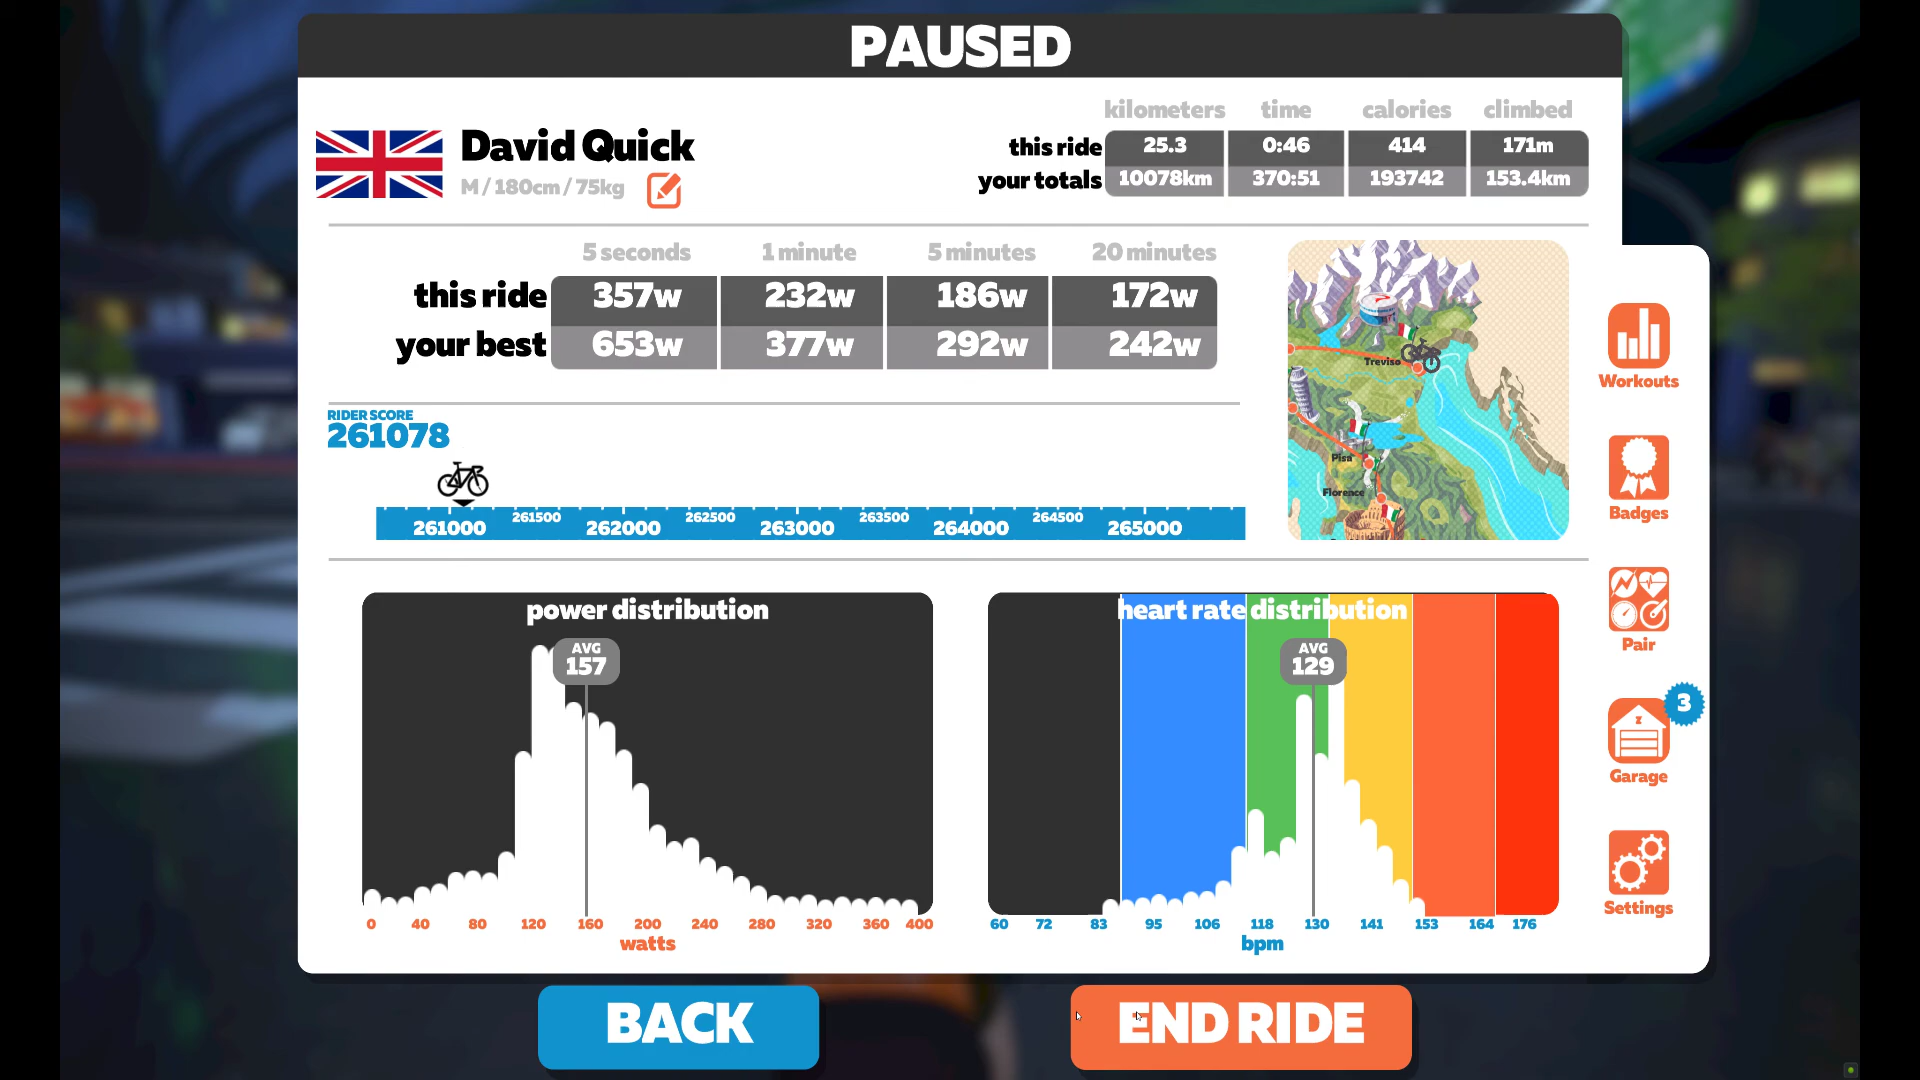 PAUSED
kilometers time calories climbed
David Quick
M / 180cm / 75kg
this ride 25.3 0:46 414 171m
your totals 10078km 370:51 193742 153.4km
5 seconds 1 minute 5 minutes 20 minutes
this ride 357w 232w 186w 172w
your best 653w 377w 292w 242w
Treviso
Pisa
Florence
RIDER SCORE
261078
261000 261500 262000 262500 263000 263500 264000 264500 265000
Workouts
Badges
Pair
3
Z
Garage
Settings
power distribution
AVG
157
0 40 80 120 160 200 240 280 320 360 400
watts
heart rate distribution
AVG
129
60 72 83 95 106 118 130 141 153 164 176
bpm
BACK
END RIDE